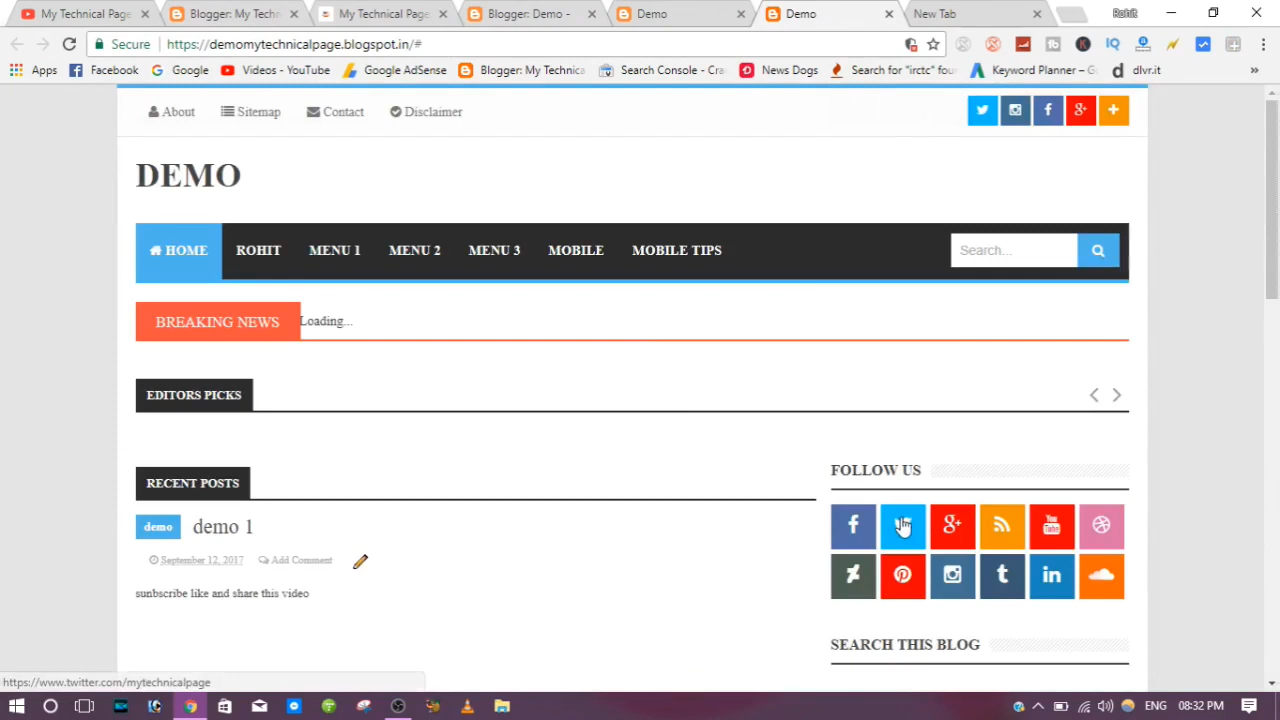 My Technical Page
Blogger: My Techn
My Technical Page
Blogger: Demo -
Demo
Demo
New Tab
Rohit
Secure
https://demomytechnicalpage.blogspot.in/#
Apps
Facebook
Google
Videos - YouTube
Google AdSense
Blogger: My Technica
Search Console - Cra
News Dogs
Search for "irctc" fou
Keyword Planner – G
dlvr.it
About
Sitemap
Contact
Disclaimer
DEMO
HOME
ROHIT
MENU 1
MENU 2
MENU 3
MOBILE
MOBILE TIPS
Search...
BREAKING NEWS
Loading...
EDITORS PICKS
RECENT POSTS
demo
demo 1
September 12, 2017
Add Comment
sunbscribe like and share this video
FOLLOW US
You Tube
SEARCH THIS BLOG
https://www.twitter.com/mytechnicalpage
ENG
08:32 PM